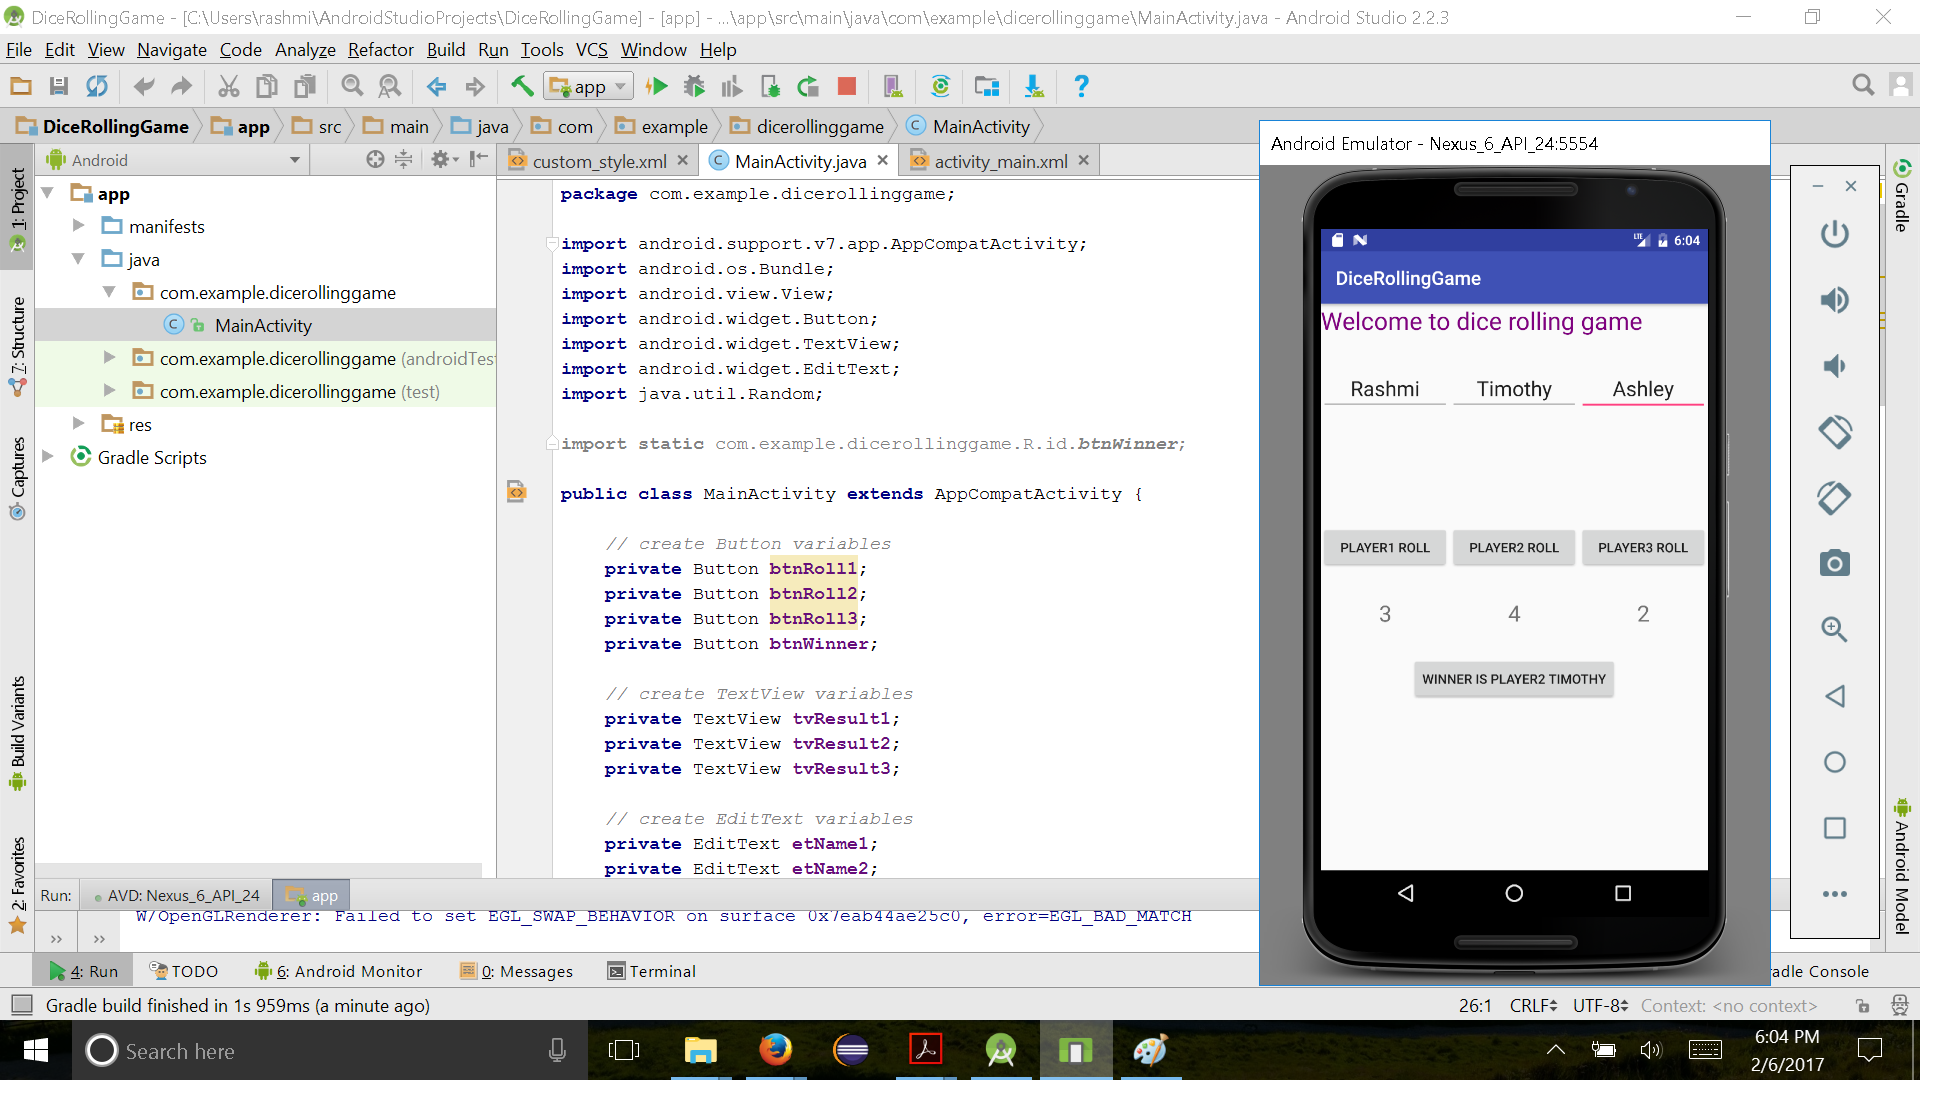 DiceRollingGame - [C:\Users\rashmi\AndroidStudioProjects\DiceRollingGame] - [app] - ...\app\src\main\java\com\example\dicerollinggame\MainActivity.java - Android Studio 2.2.3
File Edit View Navigate Code Analyze Refactor Build Run Tools VCS Window Help
app
DiceRollingGame app src main java com example dicerollinggame MainActivity
Android
custom_style.xml MainActivity.java activity_main.xml
1: Project
7: Structure
Captures
Build Variants
2: Favorites
app
manifests
java
com.example.dicerollinggame
MainActivity
com.example.dicerollinggame (androidTes
com.example.dicerollinggame (test)
res
Gradle Scripts
package com.example.dicerollinggame;
import android.support.v7.app.AppCompatActivity;
import android.os.Bundle;
import android.view.View;
import android.widget.Button;
import android.widget.TextView;
import android.widget.EditText;
import java.util.Random;
import static com.example.dicerollinggame.R.id.btnWinner;
public class MainActivity extends AppCompatActivity {
// create Button variables
private Button btnRoll1;
private Button btnRoll2;
private Button btnRoll3;
private Button btnWinner;
// create TextView variables
private TextView tvResult1;
private TextView tvResult2;
private TextView tvResult3;
// create EditText variables
private EditText etName1;
private EditText etName2;
Android Emulator - Nexus_6_API_24:5554
LTE 6:04
DiceRollingGame
Welcome to dice rolling game
Rashmi Timothy Ashley
PLAYER1 ROLL PLAYER2 ROLL PLAYER3 ROLL
3 4 2
WINNER IS PLAYER2 TIMOTHY
Gradle
Android Model
Run: AVD: Nexus_6_API_24 app
W/OpenGLRenderer: Failed to set EGL_SWAP_BEHAVIOR on surface 0x7eab44ae25c0, error=EGL_BAD_MATCH
4: Run TODO 6: Android Monitor 0: Messages Terminal adle Console
Gradle build finished in 1s 959ms (a minute ago) 26:1 CRLF UTF-8 Context: <no context>
Search here
6:04 PM
2/6/2017